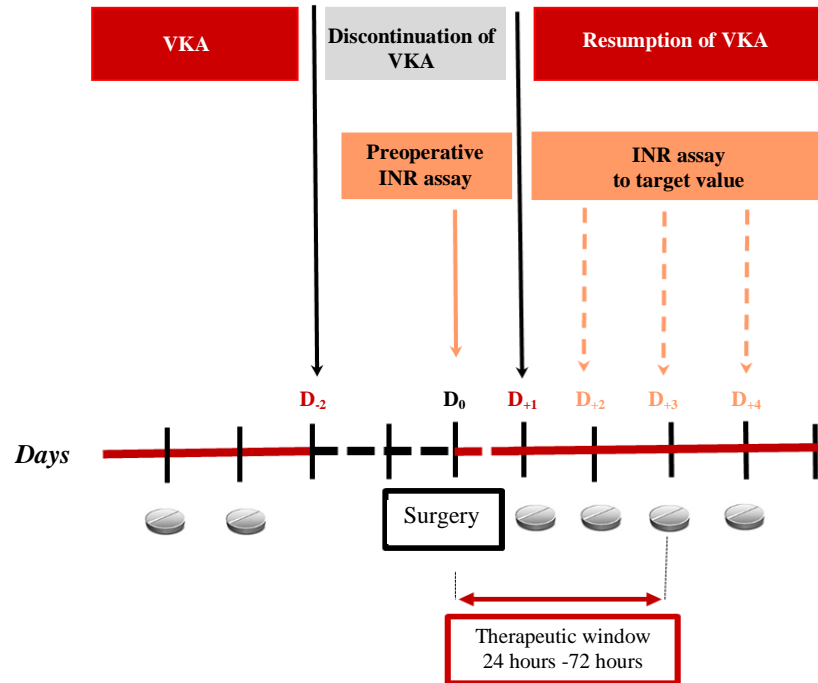 VKA
Discontinuation of
VKA
Resumption of VKA
Preoperative
INR assay
INR assay
to target value
D-2
D0
D+1
D+2
D+3
D+4
Days
Surgery
Therapeutic window
24 hours -72 hours